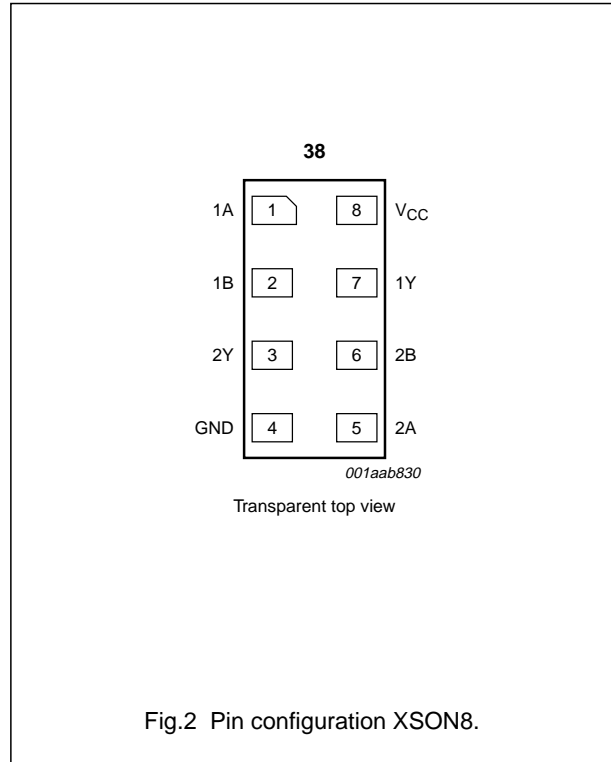 38
1A 1 8 VCC
1B 2 7 1Y
2Y 3 6 2B
GND 4 5 2A
001aab830
Transparent top view
Fig.2 Pin configuration XSON8.